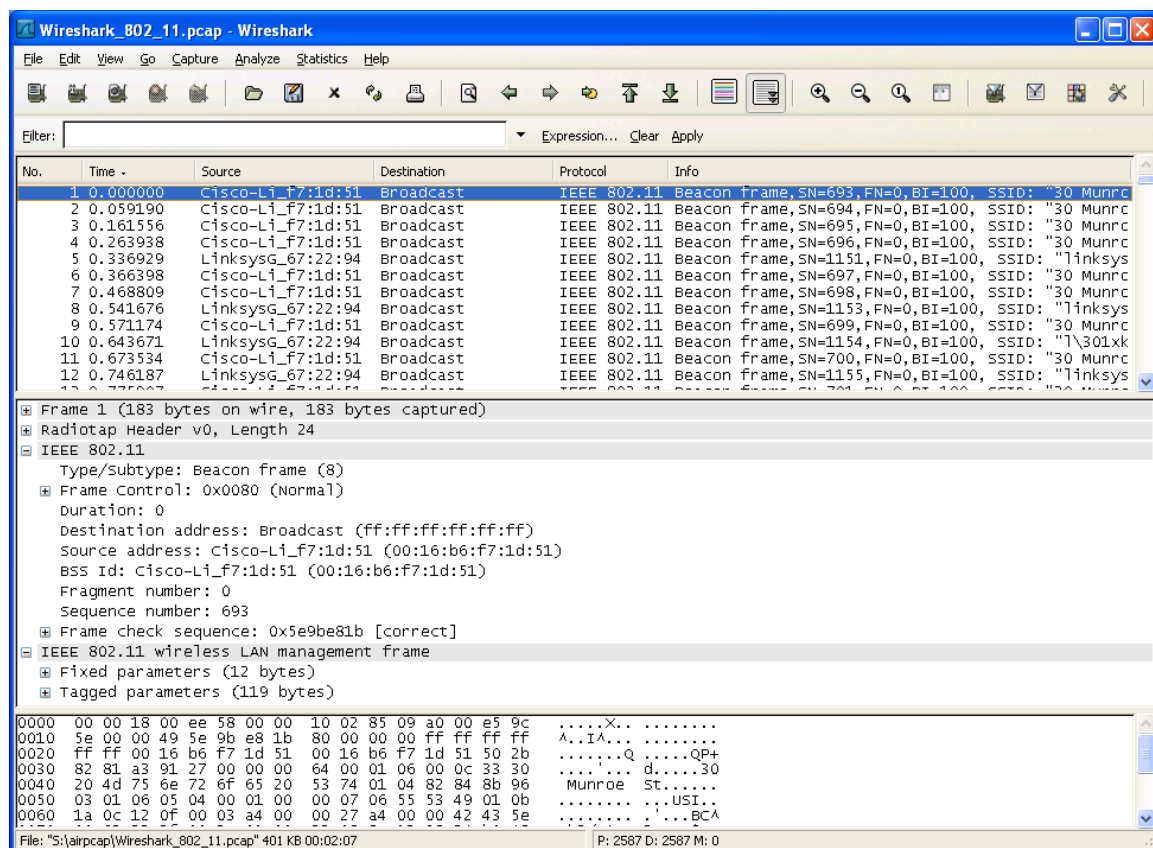 Wireshark_802_11.pcap - Wireshark
File Edit View Go Capture Analyze Statistics Help
Filter: Expression... Clear Apply
No. Time Source Destination Protocol Info
1 0.000000 Cisco-Li_f7:1d:51 Broadcast IEEE 802.11 Beacon frame,SN=693,FN=0,BI=100, SSID: "30 Munrc
2 0.059190 Cisco-Li_f7:1d:51 Broadcast IEEE 802.11 Beacon frame,SN=694,FN=0,BI=100, SSID: "30 Munrc
3 0.161556 Cisco-Li_f7:1d:51 Broadcast IEEE 802.11 Beacon frame,SN=695,FN=0,BI=100, SSID: "30 Munrc
4 0.263938 Cisco-Li_f7:1d:51 Broadcast IEEE 802.11 Beacon frame,SN=696,FN=0,BI=100, SSID: "30 Munrc
5 0.336929 LinksysG_67:22:94 Broadcast IEEE 802.11 Beacon frame,SN=1151,FN=0,BI=100, SSID: "linksys
6 0.366398 Cisco-Li_f7:1d:51 Broadcast IEEE 802.11 Beacon frame,SN=697,FN=0,BI=100, SSID: "30 Munrc
7 0.468809 Cisco-Li_f7:1d:51 Broadcast IEEE 802.11 Beacon frame,SN=698,FN=0,BI=100, SSID: "30 Munrc
8 0.541676 LinksysG_67:22:94 Broadcast IEEE 802.11 Beacon frame,SN=1153,FN=0,BI=100, SSID: "linksys
9 0.571174 Cisco-Li_f7:1d:51 Broadcast IEEE 802.11 Beacon frame,SN=699,FN=0,BI=100, SSID: "30 Munrc
10 0.643671 LinksysG_67:22:94 Broadcast IEEE 802.11 Beacon frame,SN=1154,FN=0,BI=100, SSID: "l\301xk
11 0.673534 Cisco-Li_f7:1d:51 Broadcast IEEE 802.11 Beacon frame,SN=700,FN=0,BI=100, SSID: "30 Munrc
12 0.746187 LinksysG_67:22:94 Broadcast IEEE 802.11 Beacon frame,SN=1155,FN=0,BI=100, SSID: "linksys
Frame 1 (183 bytes on wire, 183 bytes captured)
Radiotap Header v0, Length 24
IEEE 802.11
Type/Subtype: Beacon frame (8)
Frame Control: 0x0080 (Normal)
Duration: 0
Destination address: Broadcast (ff:ff:ff:ff:ff:ff)
Source address: Cisco-Li_f7:1d:51 (00:16:b6:f7:1d:51)
BSS Id: Cisco-Li_f7:1d:51 (00:16:b6:f7:1d:51)
Fragment number: 0
Sequence number: 693
Frame check sequence: 0x5e9be81b [correct]
IEEE 802.11 wireless LAN management frame
Fixed parameters (12 bytes)
Tagged parameters (119 bytes)
0000 00 00 18 00 ee 58 00 00 10 02 85 09 a0 00 e5 9c .....X.. ........
0010 5e 00 00 49 5e 9b e8 1b 80 00 00 00 ff ff ff ff ^..I^... ........
0020 ff ff 00 16 b6 f7 1d 51 00 16 b6 f7 1d 51 50 2b .......Q .....QP+
0030 82 81 a3 91 27 00 00 00 64 00 01 06 00 0c 33 30 ....'... d.....30
0040 20 4d 75 6e 72 6f 65 20 53 74 01 04 82 84 8b 96 Munroe St......
0050 03 01 06 05 04 00 01 00 00 07 06 55 53 49 01 0b ........ ...USI..
0060 1a 0c 12 0f 00 03 a4 00 00 27 a4 00 00 42 43 5e ........ .'...BC^
File: "S:\airpcap\Wireshark_802_11.pcap" 401 KB 00:02:07 P: 2587 D: 2587 M: 0